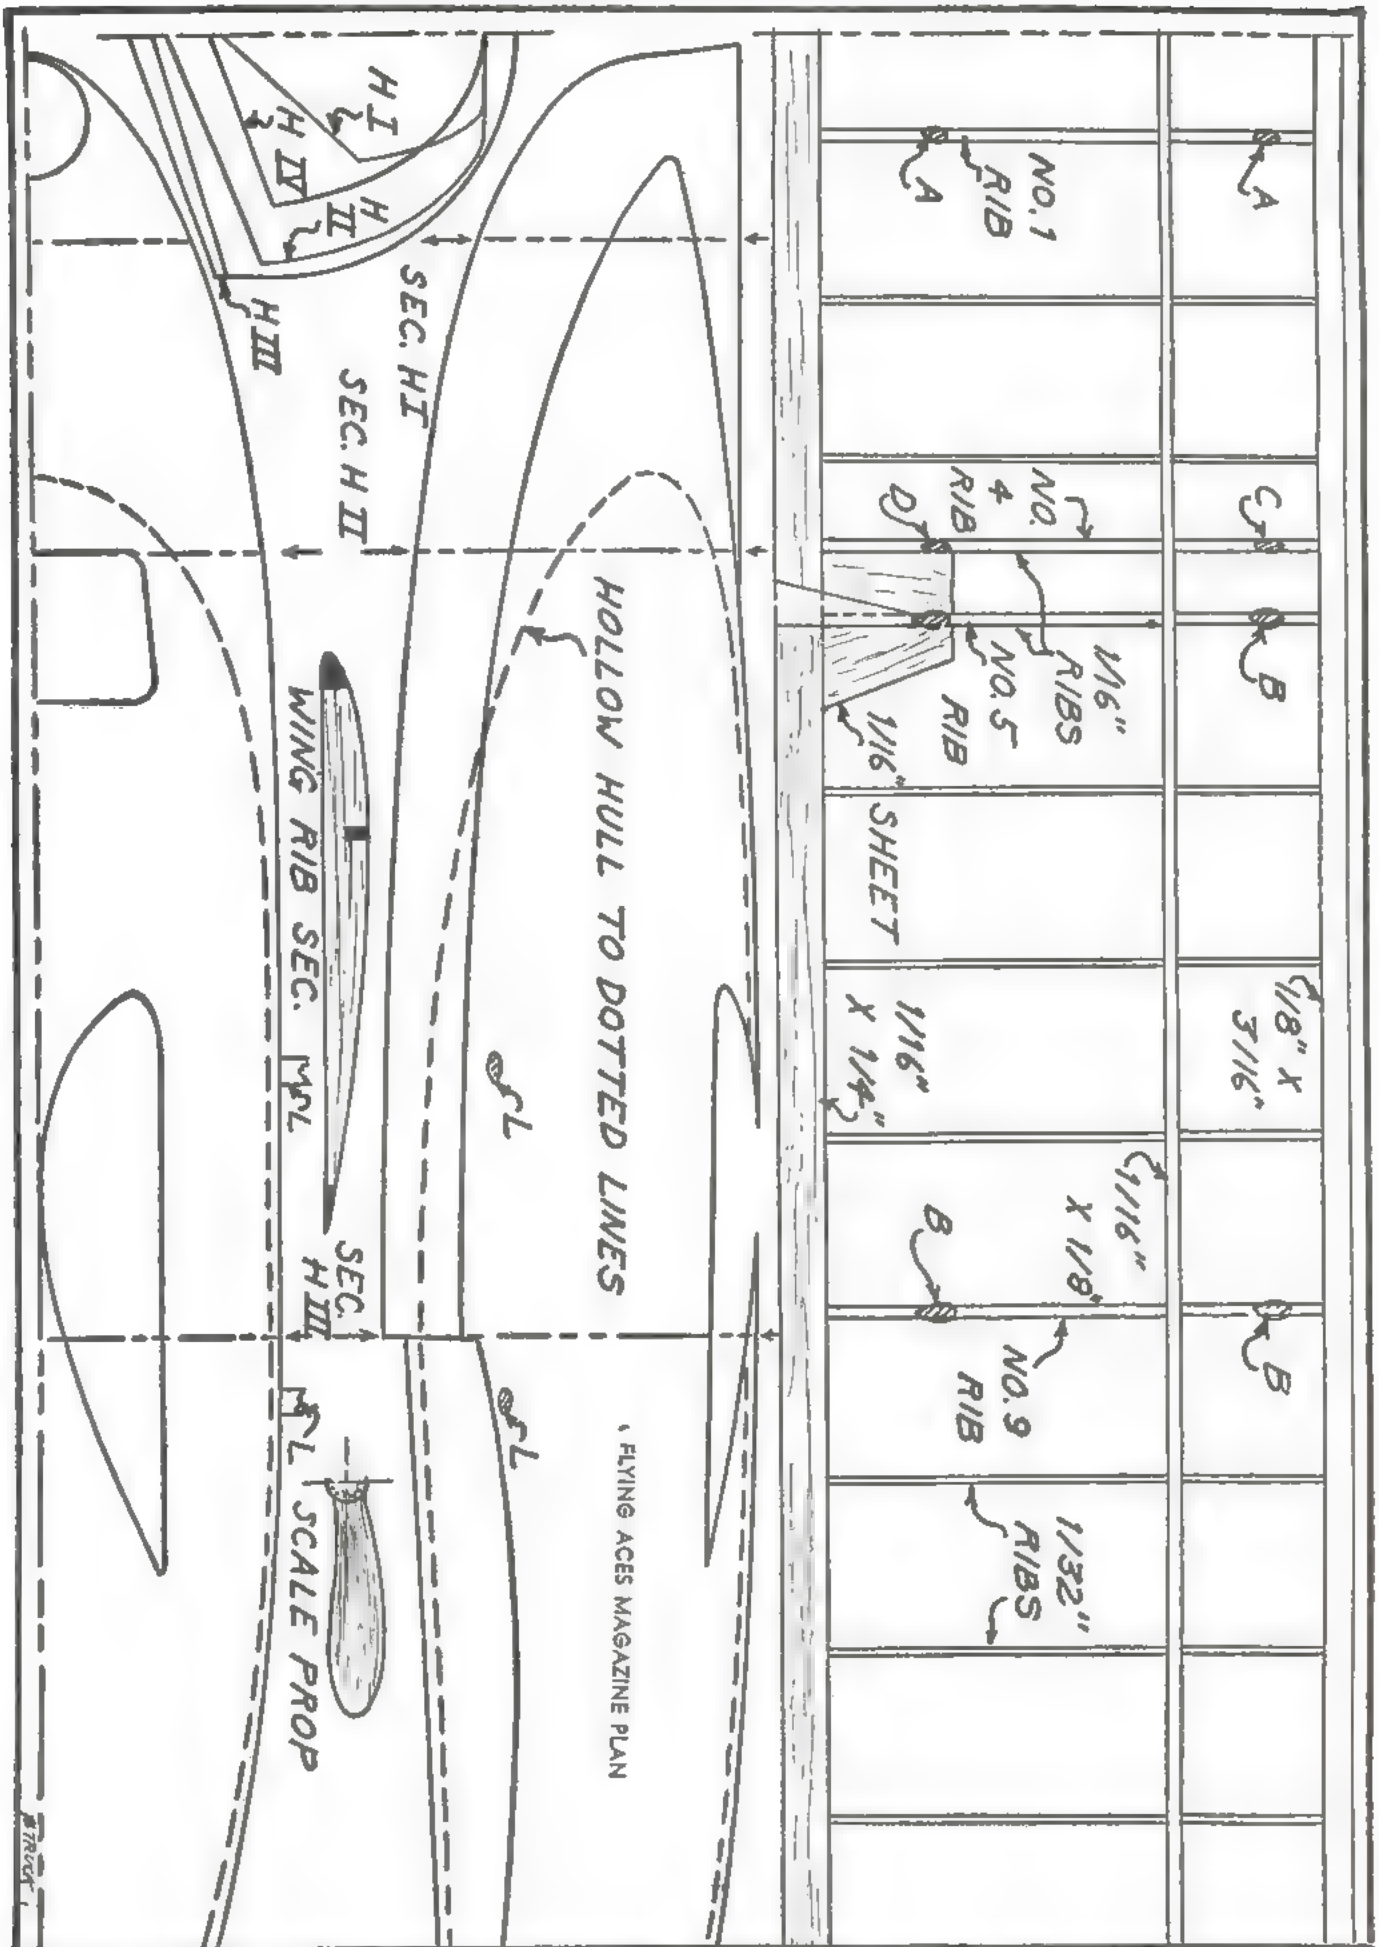 A
A
NO. 1
RIB
C
D
NO.
4
RIB
B
1/16"
RIBS
NO. 5
RIB
1/16" SHEET
1/8" X
3/16"
1/16"
X 1/4"
1/16"
X 1/8"
B
B
NO. 9
RIB
1/32"
RIBS
H I
H IV
H
II
H III
SEC. H I
SEC. H II
HOLLOW HULL TO DOTTED LINES
WING RIB SEC.
L
L
SEC.
H III
L
L
SCALE PROP
FLYING ACES MAGAZINE PLAN